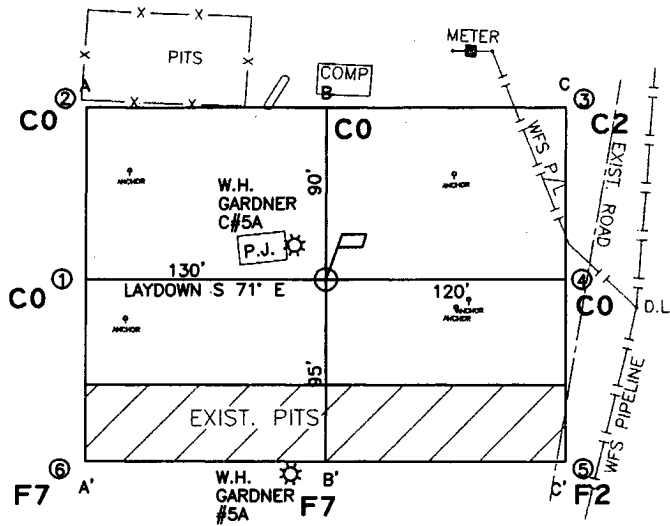 METER
PITS
COMP
A
B
C
②
③
C0
C0
C2
WFS P/L
EXIST. ROAD
ANCHOR
ANCHOR
90'
W.H.
GARDNER
C#5A
P.J.
①
130'
④
C0
LAYDOWN S 71° E
120'
C0
D.L
ANCHOR
ANCHOR
ANCHOR
95'
EXIST. PITS
WFS PIPELINE
⑥
⑤
A'
W.H.
GARDNER
#5A
B'
C'
F7
F7
F2